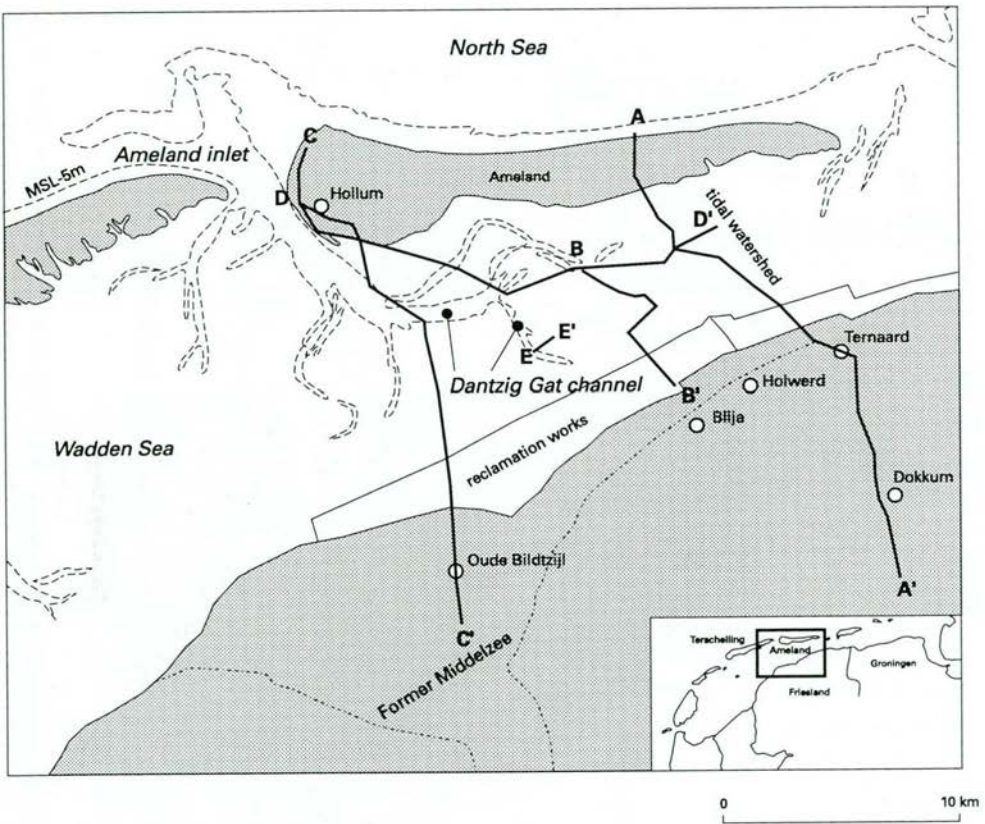 North Sea
A
C
Ameland inlet
MSL-5m
Ameland
Hollum
D
D'
tidal watershed
B
E
E'
Dantzig Gat channel
Ternaard
Holwerd
B'
Blija
reclamation works
Wadden Sea
Dokkum
Oude Bildtzijl
A'
C'
Former Middelzee
Terschelling
Ameland
Groningen
Friesland
0
10 km